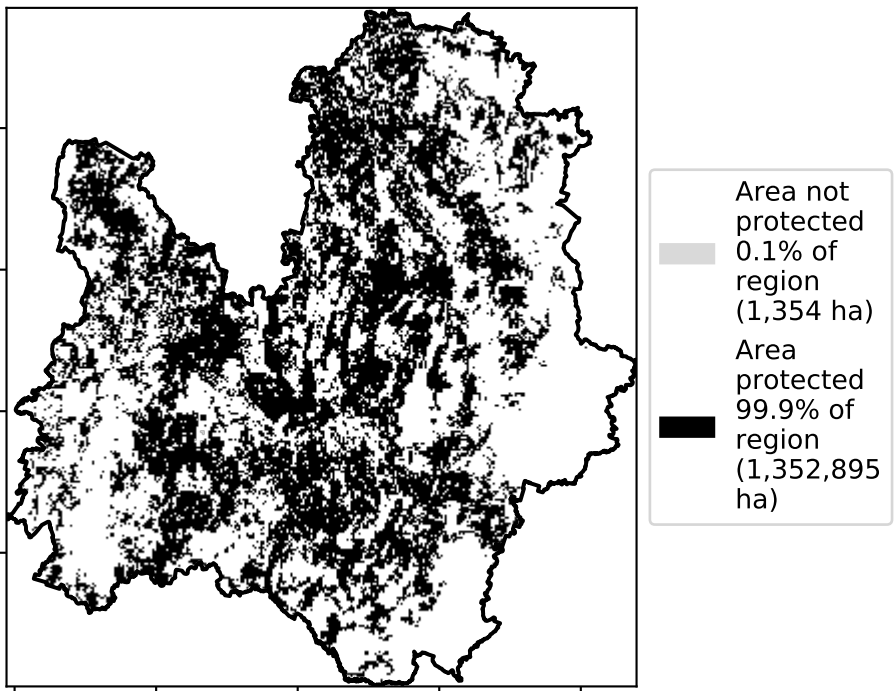 Area not
protected
0.1% of
region
(1,354 ha)
Area
protected
99.9% of
region
(1,352,895
ha)